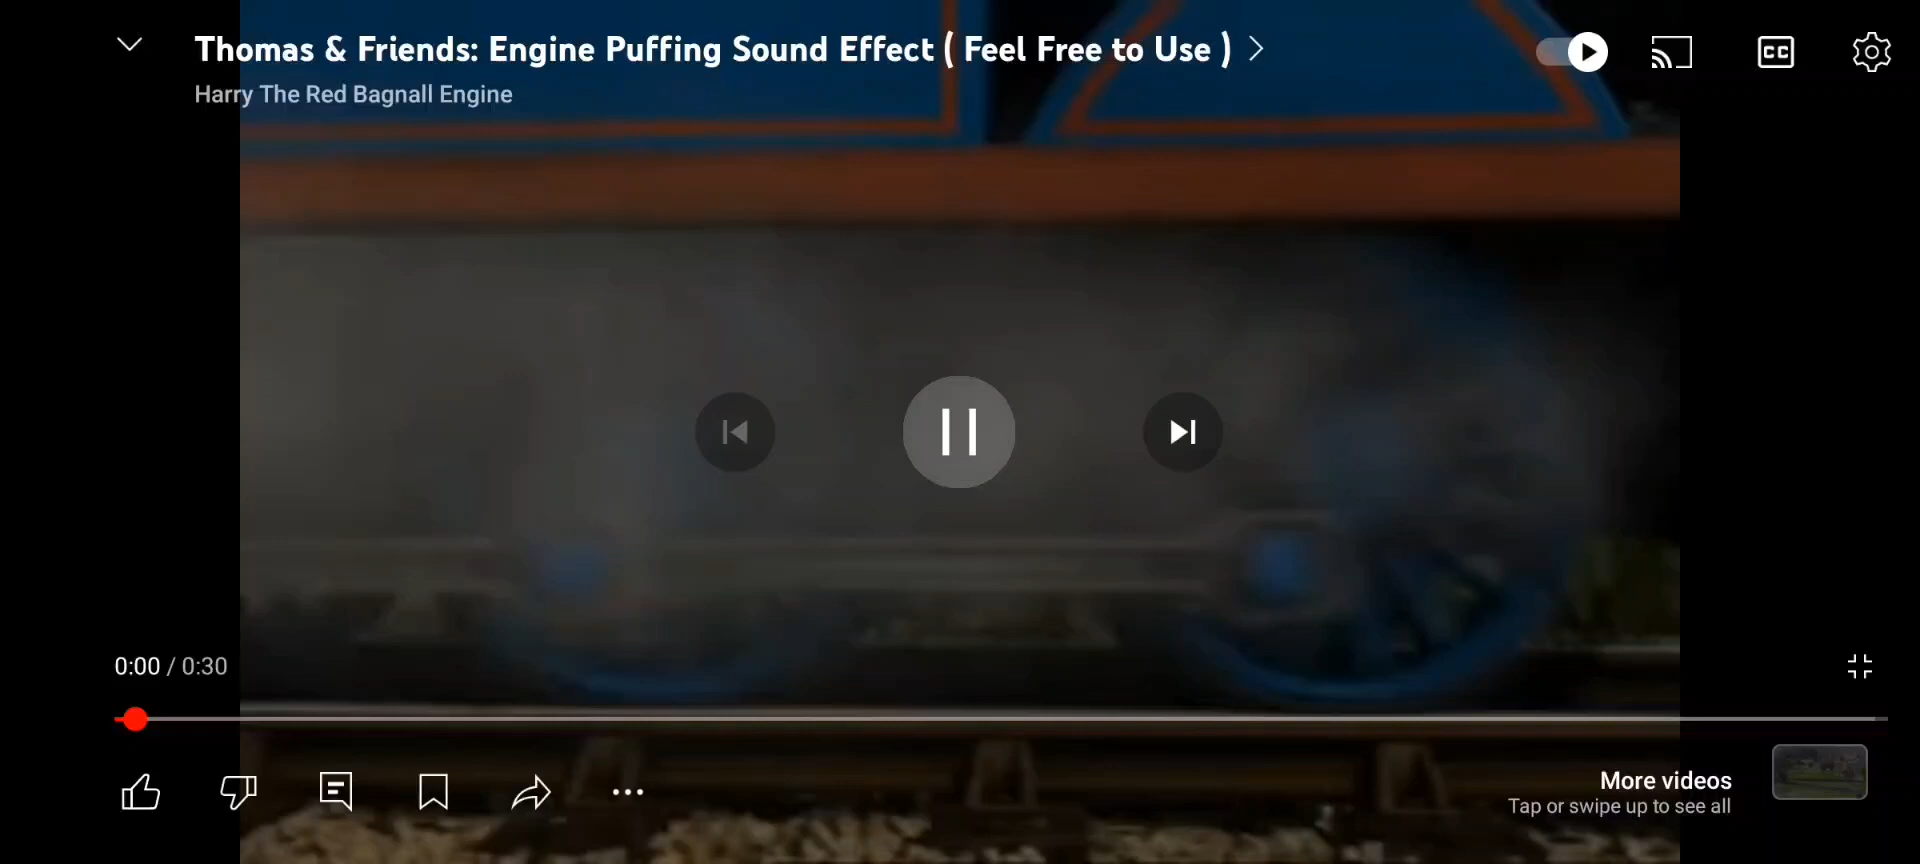 Thomas & Friends: Engine Puffing Sound Effect ( Feel Free to Use )
Harry The Red Bagnall Engine
CC
0:00 / 0:30
More videos
Tap or swipe up to see all